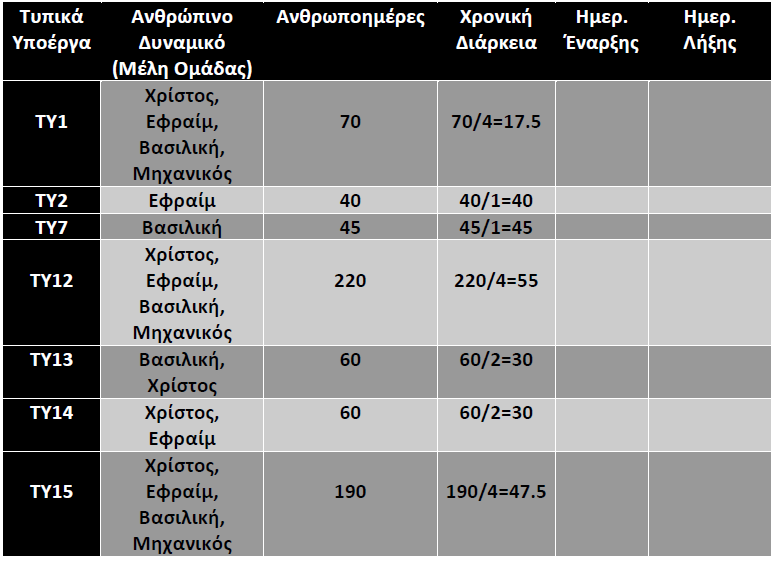 Τυπικά Υποέργα Ανθρώπινο Δυναμικό (Μέλη Ομάδας) Ανθρωποημέρες Χρονική Διάρκεια Ημερ. Έναρξης Ημερ. Λήξης
ΤΥ1 Χρίστος, Εφραίμ, Βασιλική, Μηχανικός 70 70/4=17.5
ΤΥ2 Εφραίμ 40 40/1=40
ΤΥ7 Βασιλική 45 45/1=45
ΤΥ12 Χρίστος, Εφραίμ, Βασιλική, Μηχανικός 220 220/4=55
ΤΥ13 Βασιλική, Χρίστος 60 60/2=30
ΤΥ14 Χρίστος, Εφραίμ 60 60/2=30
ΤΥ15 Χρίστος, Εφραίμ, Βασιλική, Μηχανικός 190 190/4=47.5